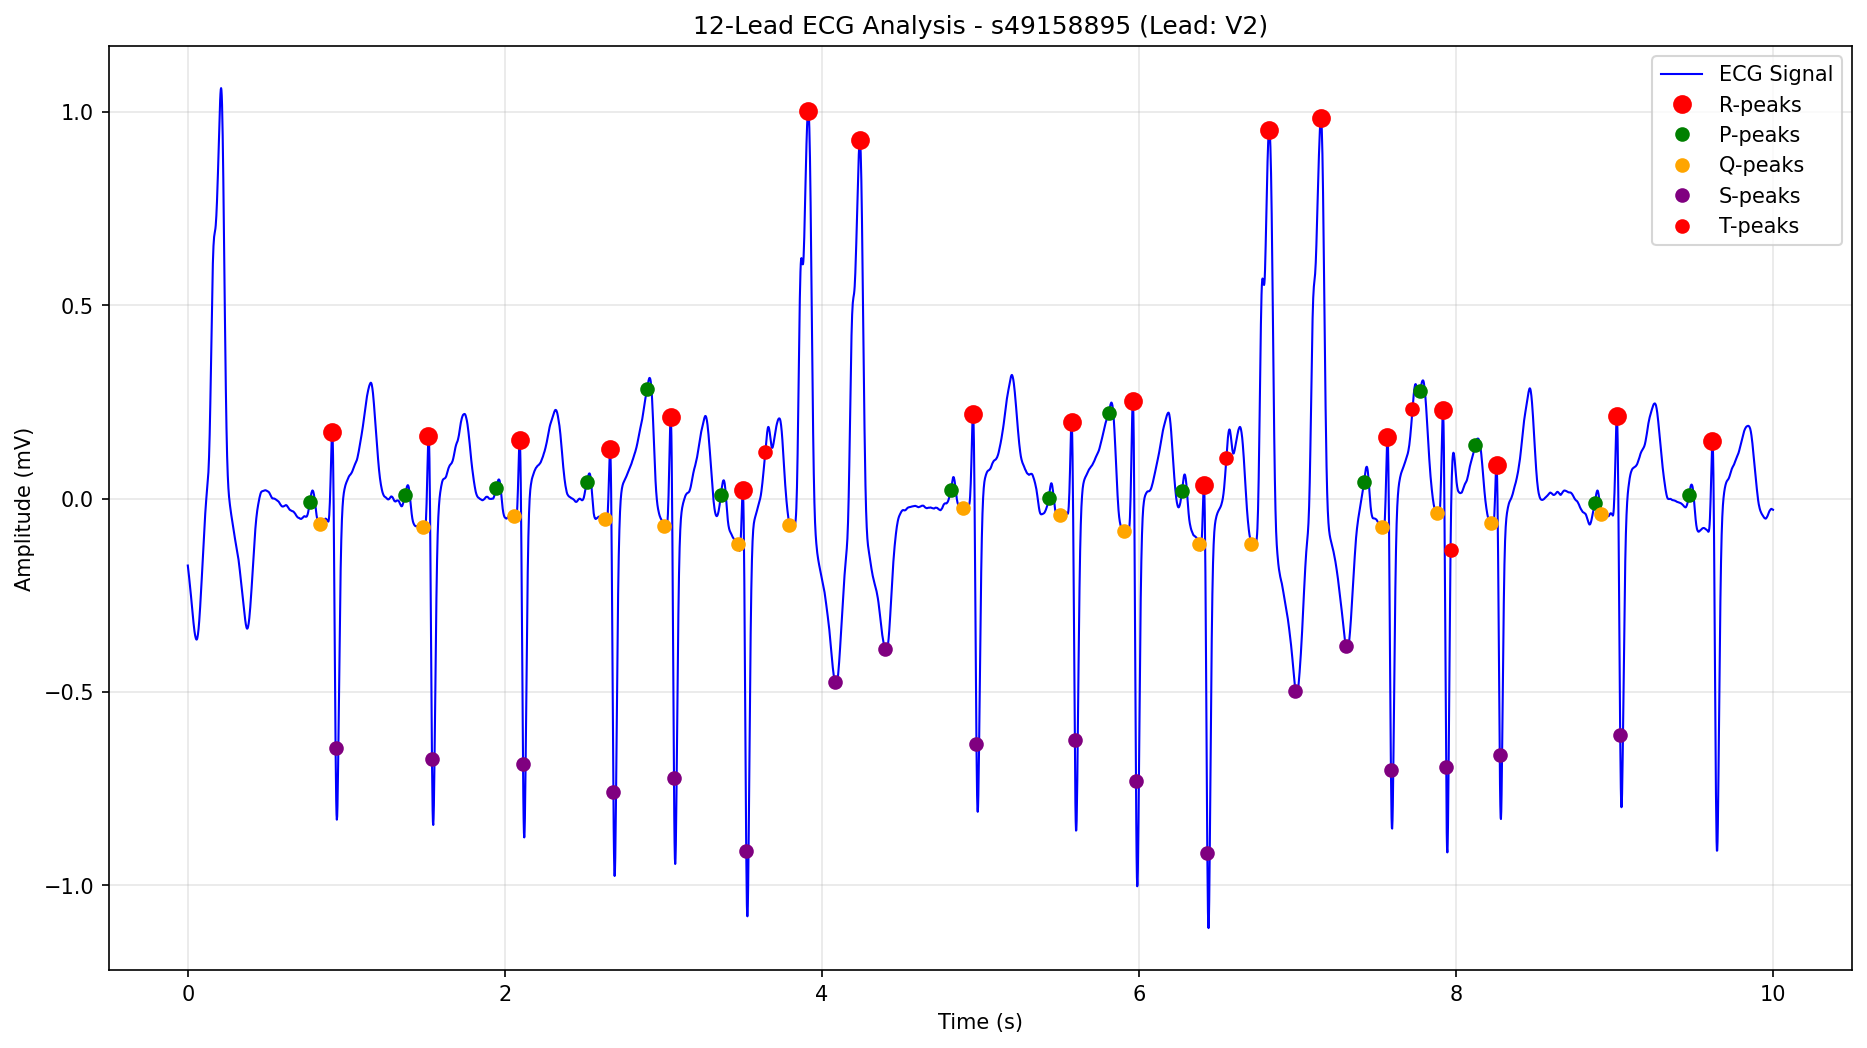 12-Lead ECG Analysis - s49158895 (Lead: V2)
ECG Signal
R-peaks
P-peaks
Q-peaks
S-peaks
T-peaks
Amplitude (mV)
1.0
0.5
0.0
−0.5
−1.0
0 2 4 6 8 10
Time (s)